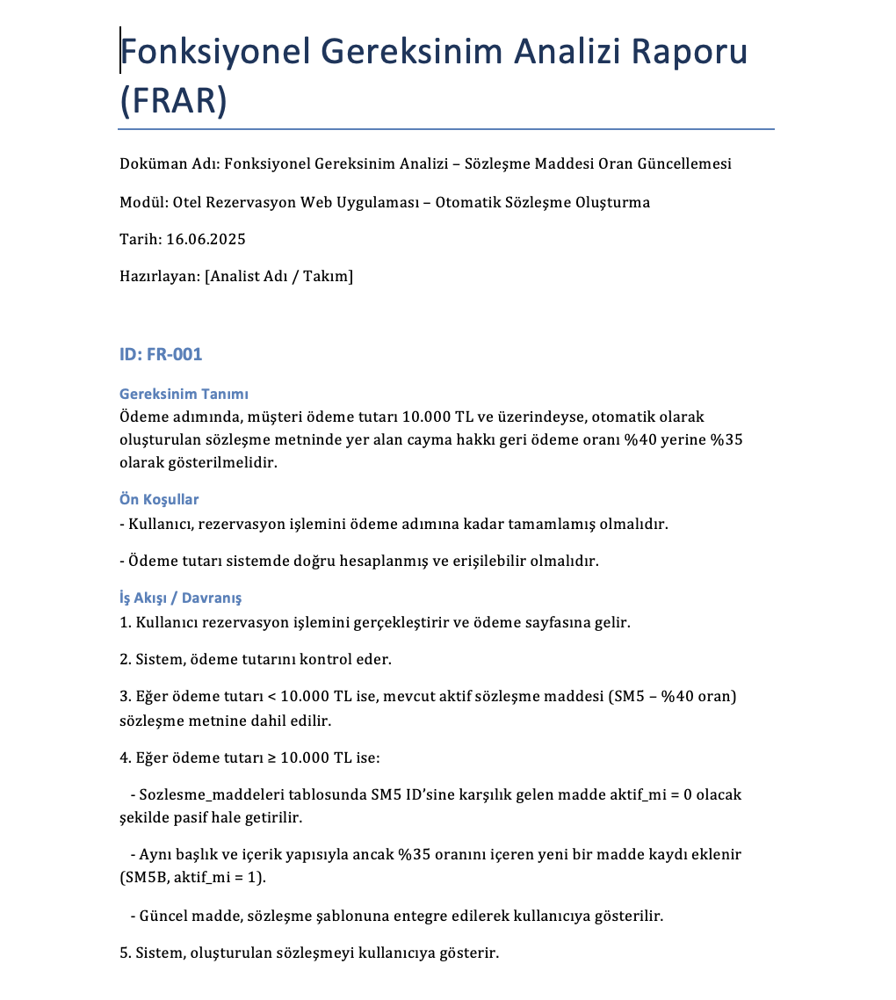 Fonksiyonel Gereksinim Analizi Raporu
(FRAR)
Doküman Adı: Fonksiyonel Gereksinim Analizi – Sözleşme Maddesi Oran Güncellemesi
Modül: Otel Rezervasyon Web Uygulaması – Otomatik Sözleşme Oluşturma
Tarih: 16.06.2025
Hazırlayan: [Analist Adı / Takım]
ID: FR-001
Gereksinim Tanımı
Ödeme adımında, müşteri ödeme tutarı 10.000 TL ve üzerindeyse, otomatik olarak
oluşturulan sözleşme metninde yer alan cayma hakkı geri ödeme oranı %40 yerine %35
olarak gösterilmelidir.
Ön Koşullar
- Kullanıcı, rezervasyon işlemini ödeme adımına kadar tamamlamış olmalıdır.
- Ödeme tutarı sistemde doğru hesaplanmış ve erişilebilir olmalıdır.
İş Akışı / Davranış
1. Kullanıcı rezervasyon işlemini gerçekleştirir ve ödeme sayfasına gelir.
2. Sistem, ödeme tutarını kontrol eder.
3. Eğer ödeme tutarı < 10.000 TL ise, mevcut aktif sözleşme maddesi (SM5 – %40 oran)
sözleşme metnine dahil edilir.
4. Eğer ödeme tutarı ≥ 10.000 TL ise:
- Sozlesme_maddeleri tablosunda SM5 ID’sine karşılık gelen madde aktif_mi = 0 olacak
şekilde pasif hale getirilir.
- Aynı başlık ve içerik yapısıyla ancak %35 oranını içeren yeni bir madde kaydı eklenir
(SM5B, aktif_mi = 1).
- Güncel madde, sözleşme şablonuna entegre edilerek kullanıcıya gösterilir.
5. Sistem, oluşturulan sözleşmeyi kullanıcıya gösterir.